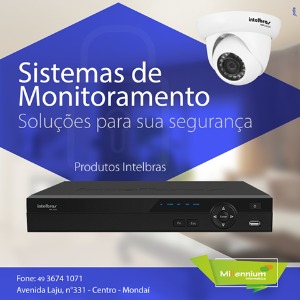 intelbras
Sistemas de
Monitoramento
Soluções para sua segurança
Produtos Intelbras
intelbras
Fone: 49 3674 1071
Avenida Laju, nº331 - Centro - Mondaí
Millennium